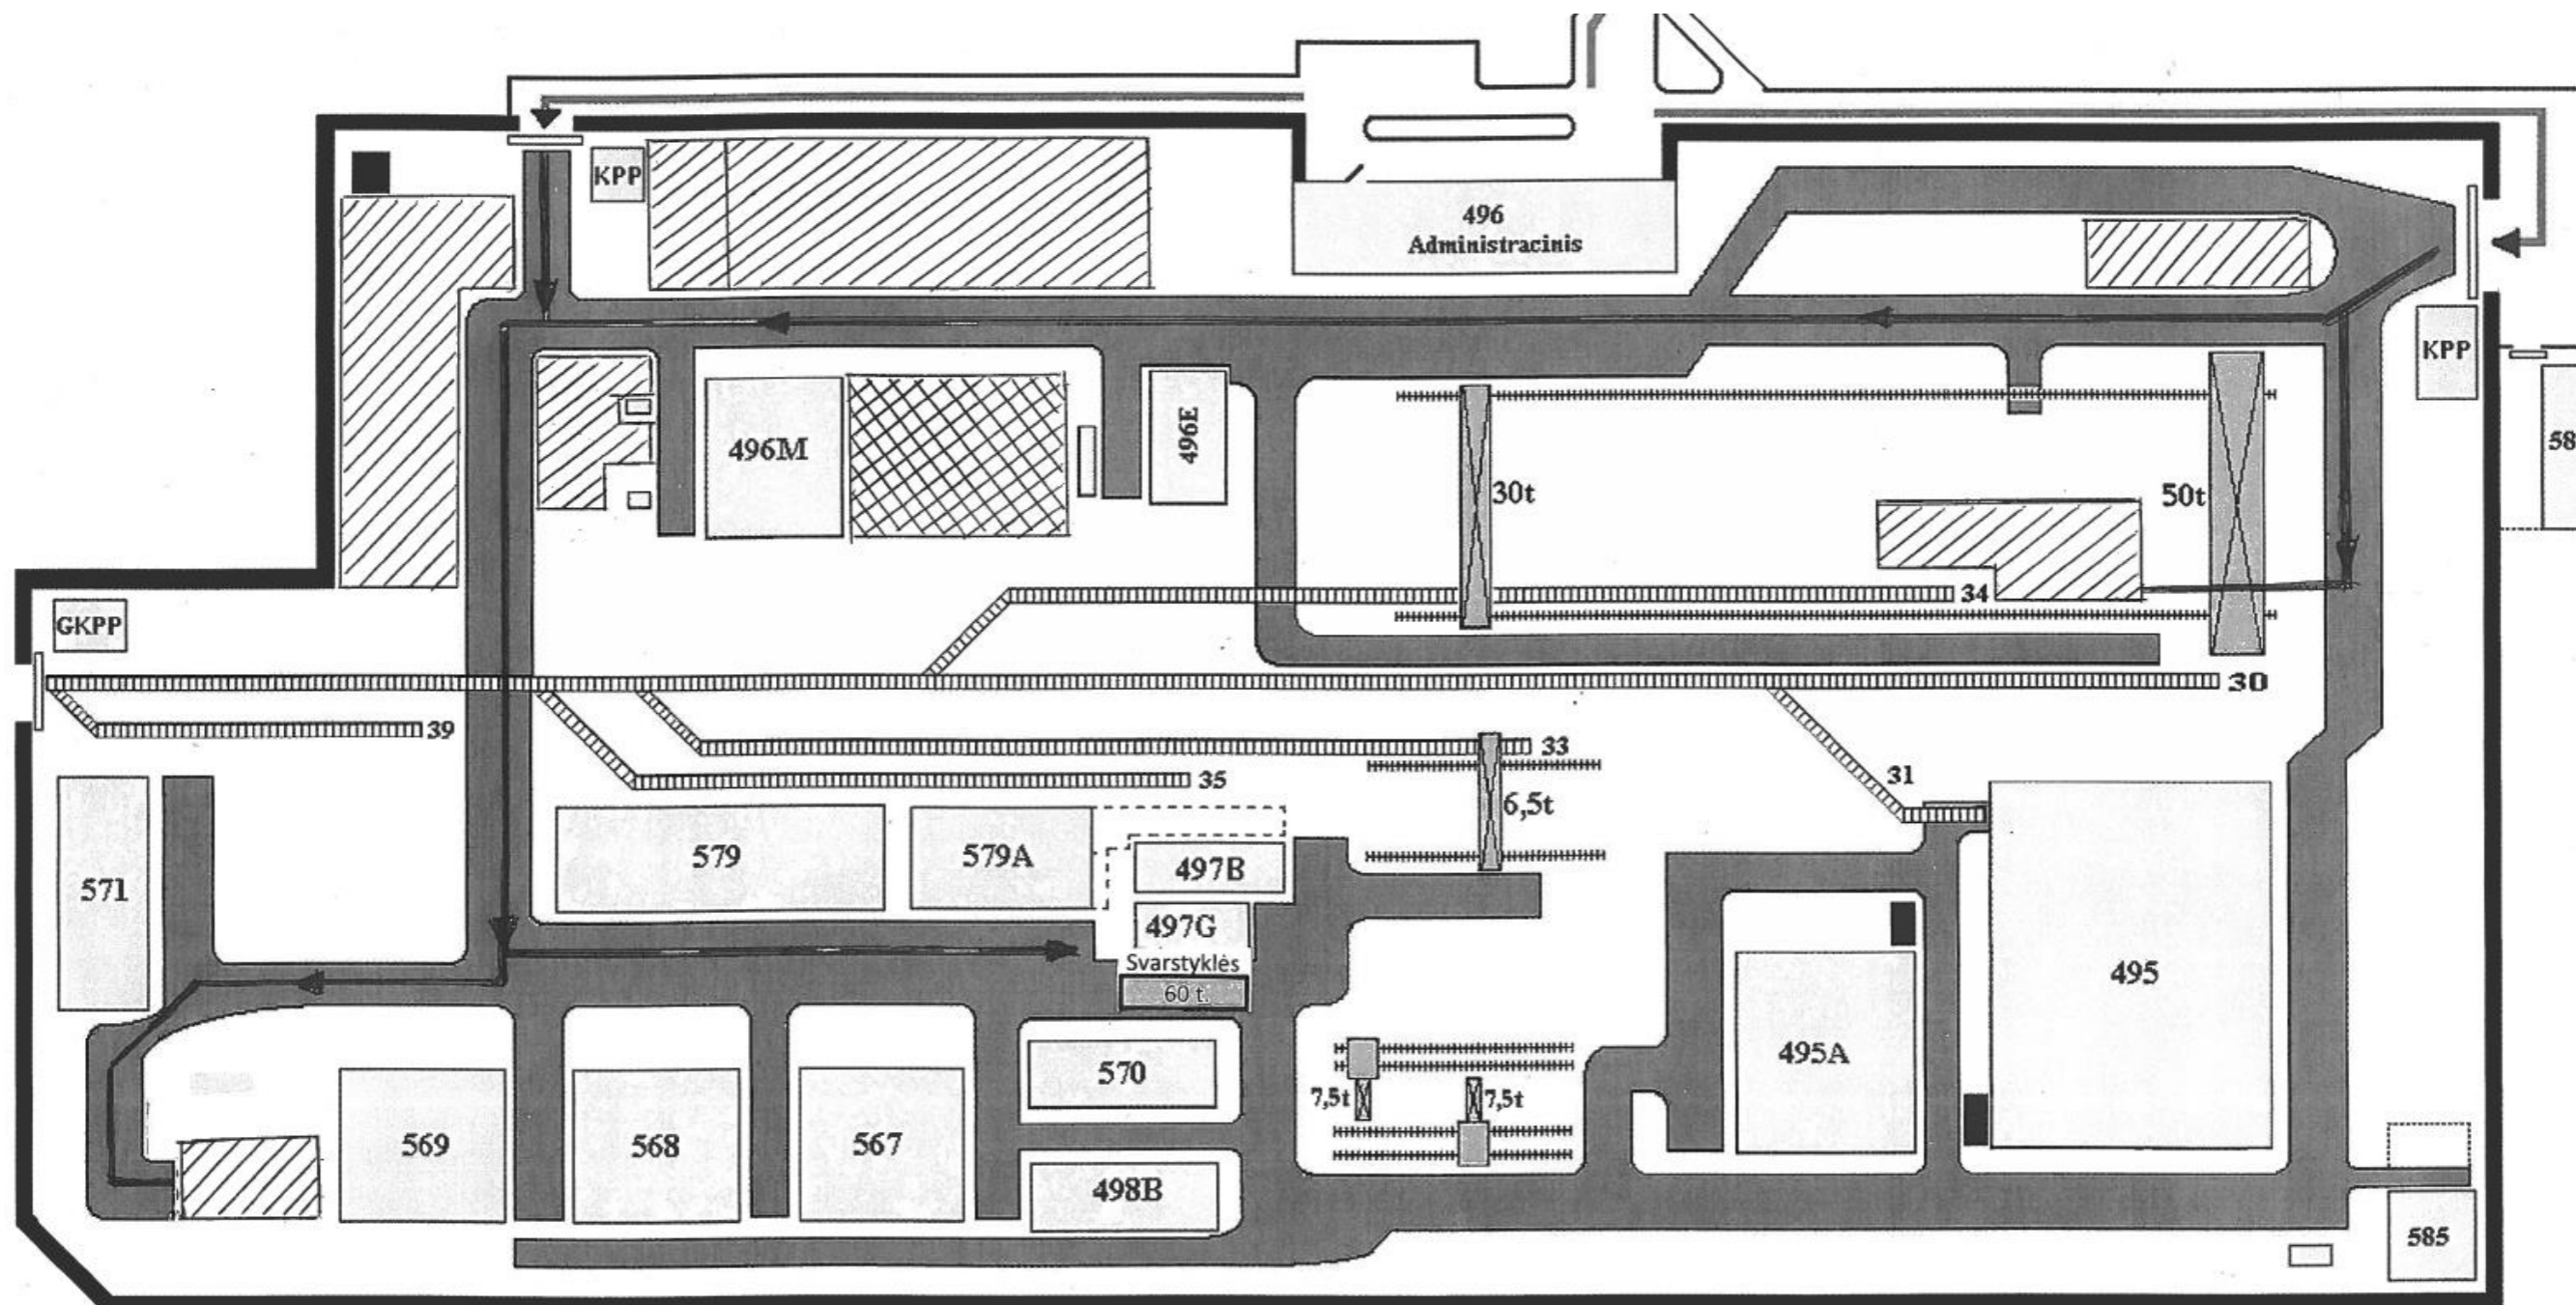 KPP
496
Administracinis
KPP
58
496M
496E
30t
50t
34
GKPP
30
39
33
35
31
6,5t
579
579A
497B
571
497G
Svarstyklės
60 t.
495
495A
570
7,5t
7,5t
569
568
567
498B
585